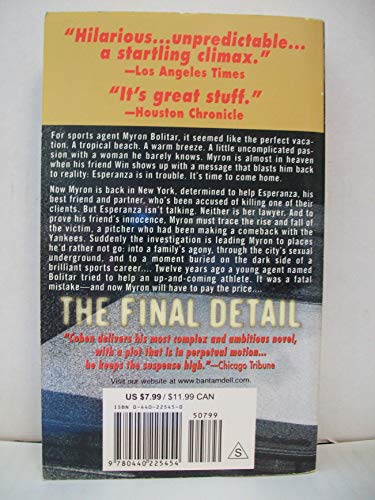 "Hilarious...unpredictable...
a startling climax."
—Los Angeles Times
"It's great stuff."
—Houston Chronicle
For sports agent Myron Bolitar, it seemed like the perfect vaca-
tion. A tropical beach. A warm breeze. A little uncomplicated pas-
sion with a woman he barely knows. Myron is almost in heaven
when his friend Win shows up with a message that blasts him back
to reality: Esperanza is in trouble. It's time to come home.
Now Myron is back in New York, determined to help Esperanza, his
best friend and partner, who's been accused of killing one of their
clients. But Esperanza isn't talking. Neither is her lawyer. And to
prove his friend's innocence, Myron must trace the rise and fall of
the victim, a pitcher who had been making a comeback with the
Yankees. Suddenly the investigation is leading Myron to places
he'd rather not go: into a family's agony, through the city's sexual
underground, and to a moment buried on the dark side of a
brilliant sports career.... Twelve years ago a young agent named
Bolitar tried to help an up-and-coming athlete. It was a fatal
mistake—and now Myron will have to pay the price....
THE FINAL DETAIL
"Coben delivers his most complex and ambitious novel,
with a plot that is in perpetual motion...
he keeps the suspense high."—Chicago Tribune
Visit our website at www.bantamdell.com
US $7.99 / $11.99 CAN
ISBN 0-440-22545-0
50799
9 780440 225454
S